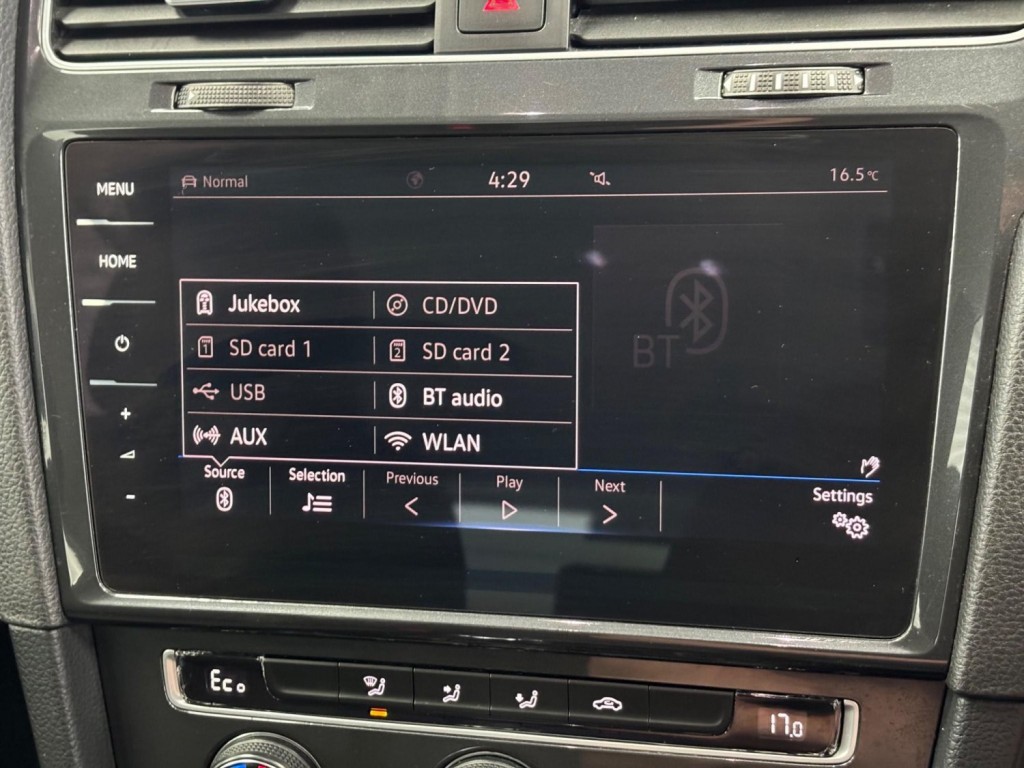 MENU
Normal
4:29
16.5°C
HOME
Jukebox
CD/DVD
SD card 1
SD card 2
USB
BT audio
AUX
WLAN
BT
+
-
Source
Selection
Previous
Play
Next
Settings
Eco
17.0